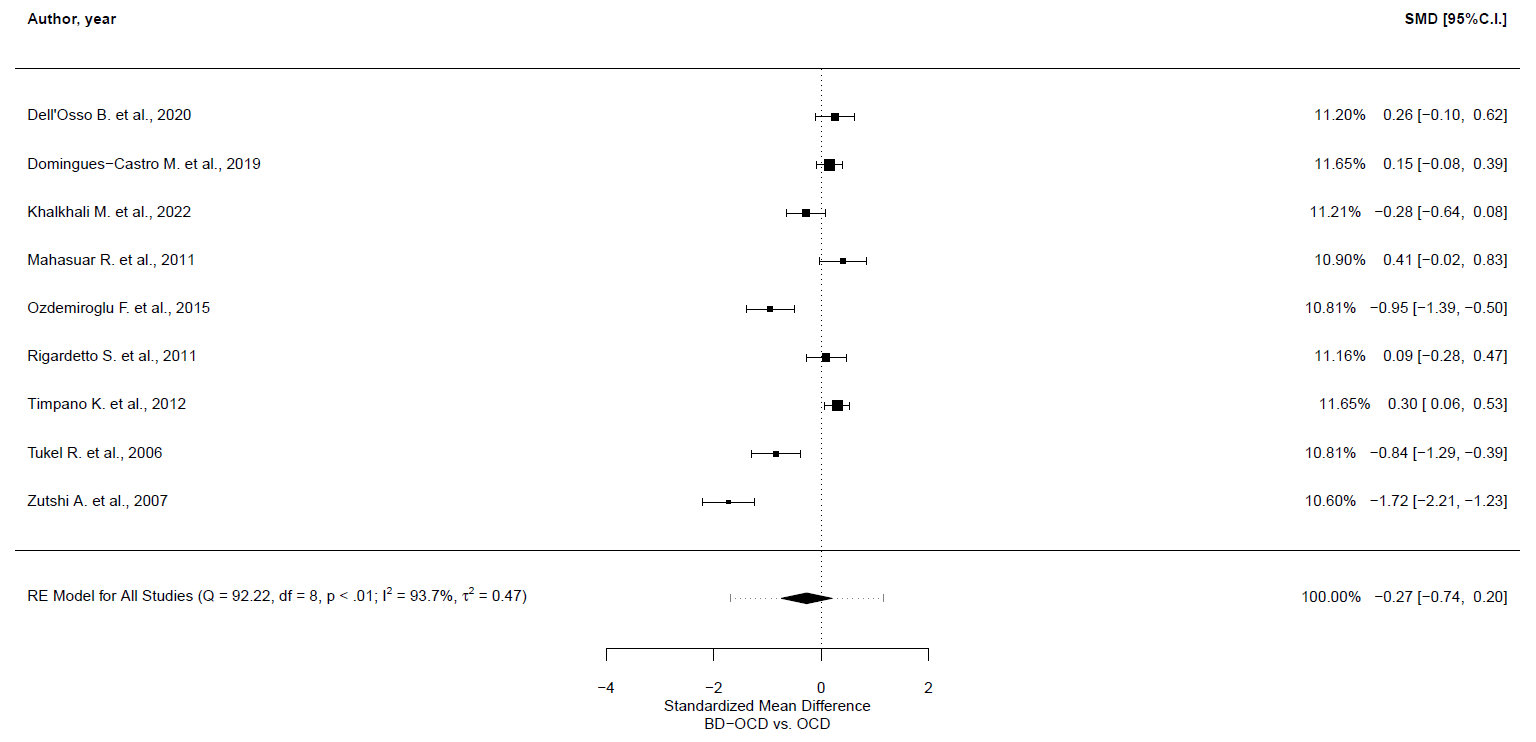 Author, year SMD [95%C.I.]
Dell'Osso B. et al., 2020 11.20% 0.26 [−0.10, 0.62]
Domingues−Castro M. et al., 2019 11.65% 0.15 [−0.08, 0.39]
Khalkhali M. et al., 2022 11.21% −0.28 [−0.64, 0.08]
Mahasuar R. et al., 2011 10.90% 0.41 [−0.02, 0.83]
Ozdemiroglu F. et al., 2015 10.81% −0.95 [−1.39, −0.50]
Rigardetto S. et al., 2011 11.16% 0.09 [−0.28, 0.47]
Timpano K. et al., 2012 11.65% 0.30 [ 0.06, 0.53]
Tukel R. et al., 2006 10.81% −0.84 [−1.29, −0.39]
Zutshi A. et al., 2007 10.60% −1.72 [−2.21, −1.23]
RE Model for All Studies (Q = 92.22, df = 8, p < .01; I² = 93.7%, τ² = 0.47) 100.00% −0.27 [−0.74, 0.20]
−4 −2 0 2
Standardized Mean Difference
BD−OCD vs. OCD